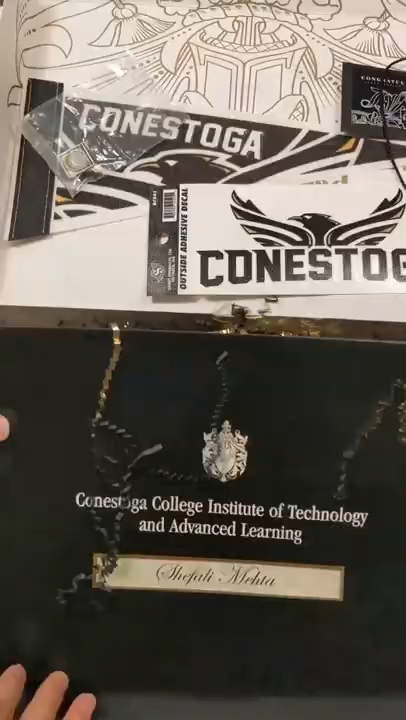 CONESTOGA
OUTSIDE ADHESIVE DECAL
CONESTOG
Conestoga College Institute of Technology
and Advanced Learning
Shefali Mehta